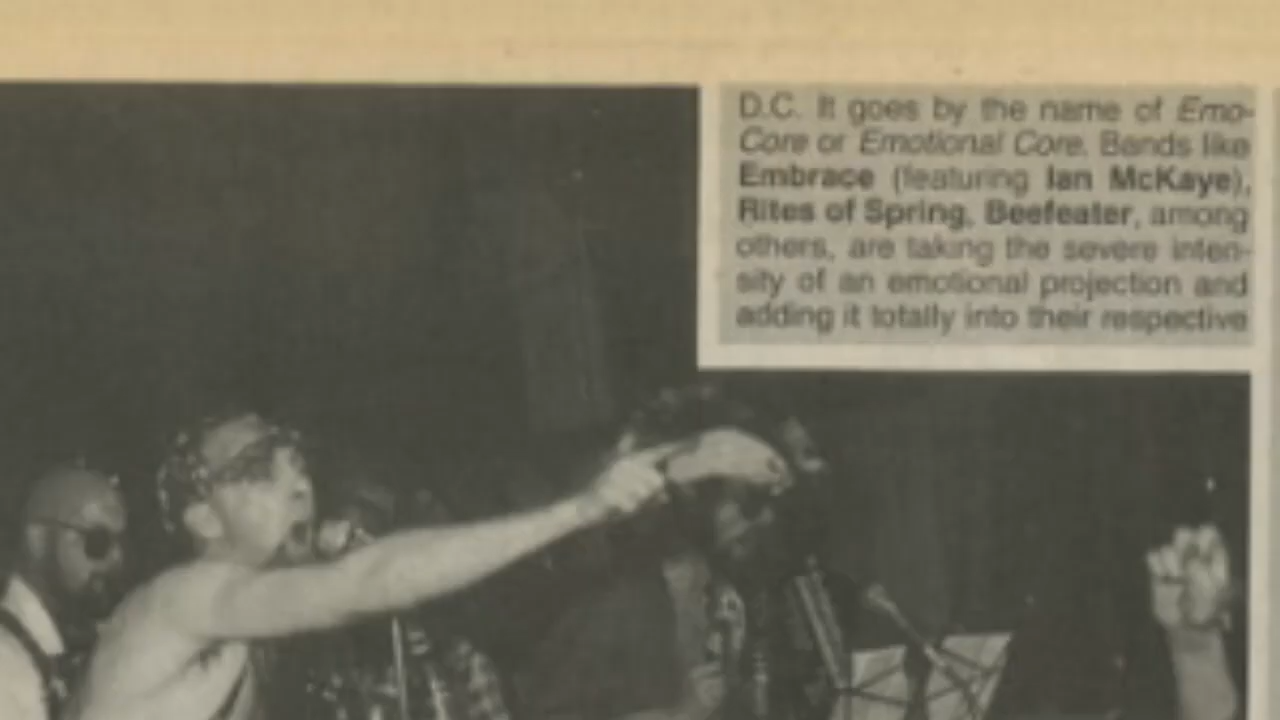 D.C. It goes by the name of Emo-
Core or Emotional Core. Bands like
Embrace (featuring Ian McKaye),
Rites of Spring, Beefeater, among
others, are taking the severe inten-
sity of an emotional projection and
adding it totally into their respective